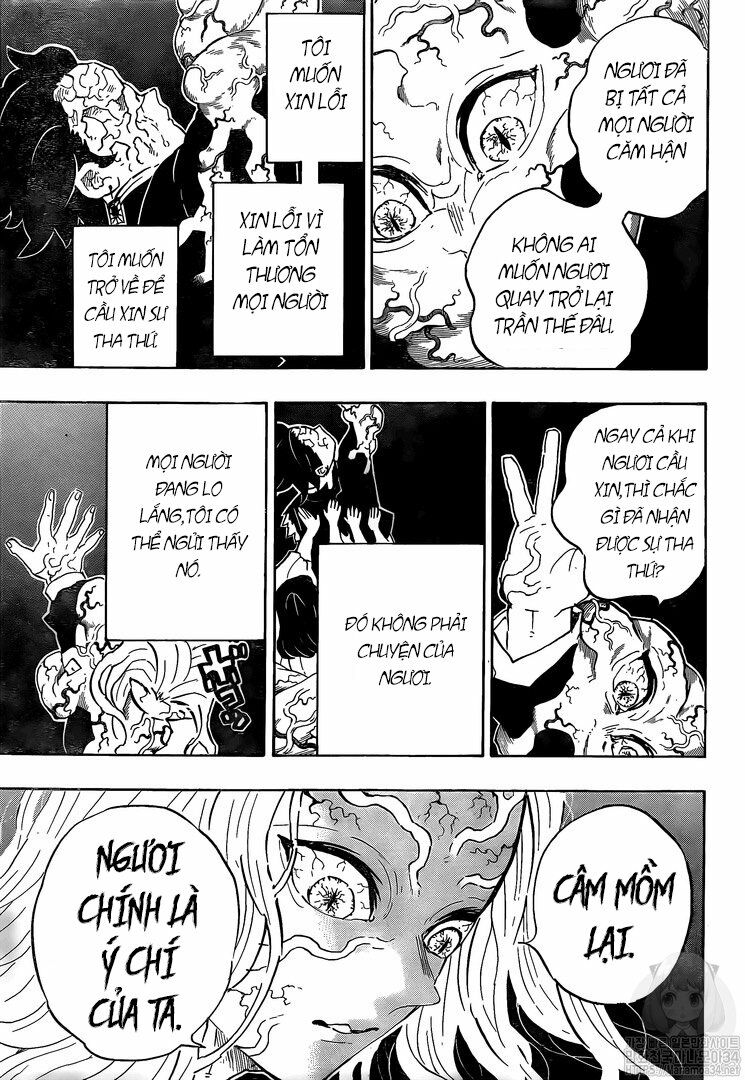 NGƯƠI ĐÃ
BỊ TẤT CẢ
MỌI NGƯỜI
CĂM HẬN
KHÔNG AI
MUỐN NGƯƠI
QUAY TRỞ LẠI
TRẦN THẾ ĐÂU.
TÔI
MUỐN
XIN LỖI
XIN LỖI VÌ
LÀM TỔN
THƯƠNG
MỌI NGƯỜI
TÔI MUỐN
TRỞ VỀ ĐỂ
CẦU XIN SỰ
THA THỨ.
NGAY CẢ KHI
NGƯƠI CẦU
XIN,THÌ CHẮC
GÌ ĐÃ NHẬN
ĐƯỢC SỰ THA
THỨ?
ĐÓ KHÔNG PHẢI
CHUYỆN CỦA
NGƯƠI.
MỌI NGƯỜI
ĐANG LO
LẮNG,TÔI CÓ
THỂ NGỬI THẤY
NÓ.
CÂM MỒM
LẠI.
NGƯƠI
CHÍNH LÀ
Ý CHÍ
CỦA TA.